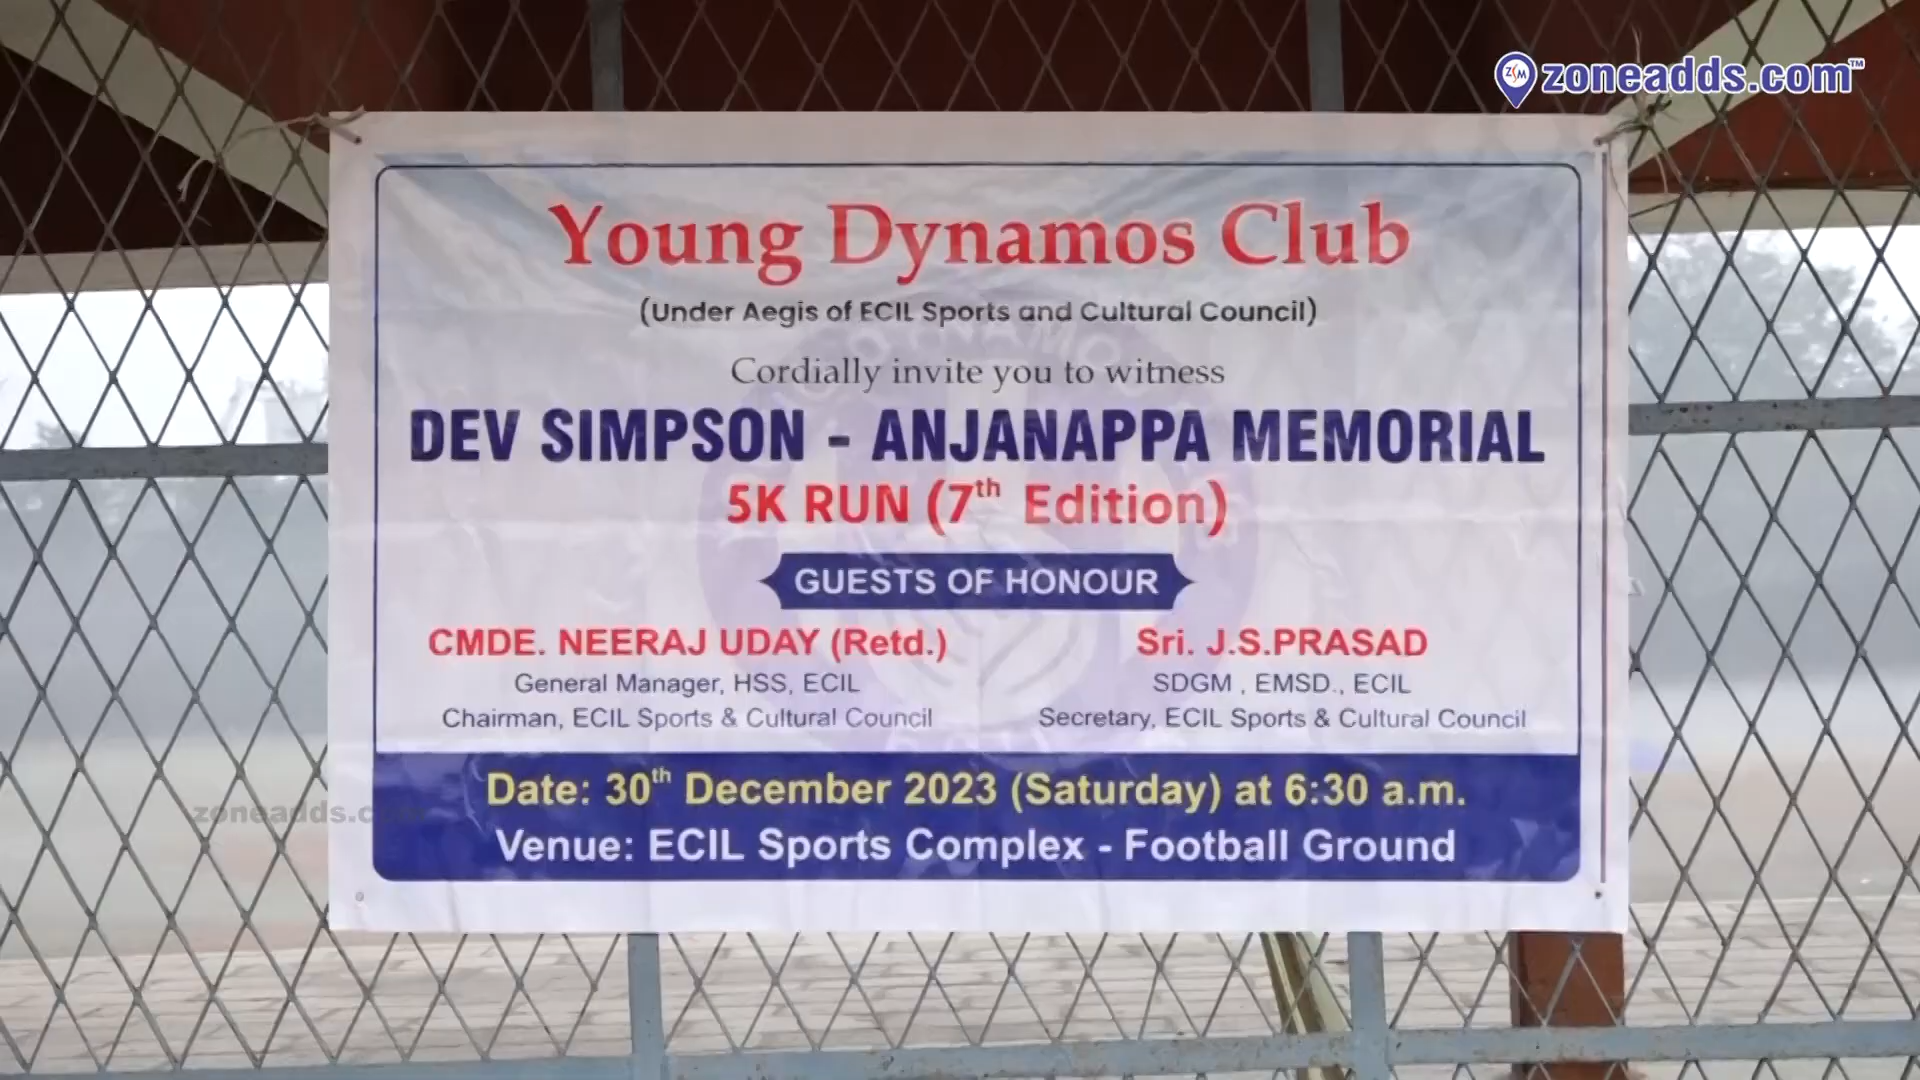 ZSM zoneadds.com™
Young Dynamos Club
(Under Aegis of ECIL Sports and Cultural Council)
Cordially invite you to witness
DEV SIMPSON - ANJANAPPA MEMORIAL
5K RUN (7th Edition)
GUESTS OF HONOUR
CMDE. NEERAJ UDAY (Retd.)
General Manager, HSS, ECIL
Chairman, ECIL Sports & Cultural Council
Sri. J.S.PRASAD
SDGM , EMSD., ECIL
Secretary, ECIL Sports & Cultural Council
Date: 30th December 2023 (Saturday) at 6:30 a.m.
Venue: ECIL Sports Complex - Football Ground
zoneadds.com